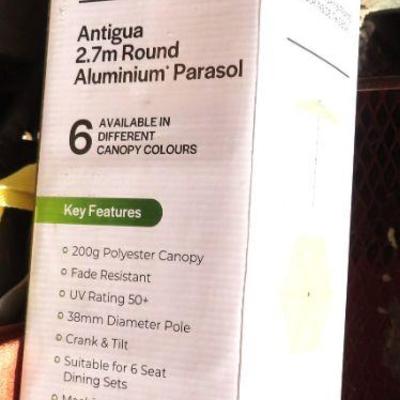 Antigua
2.7m Round
Aluminium* Parasol
6 AVAILABLE IN
DIFFERENT
CANOPY COLOURS
Key Features
o 200g Polyester Canopy
o Fade Resistant
o UV Rating 50+
o 38mm Diameter Pole
o Crank & Tilt
o Suitable for 6 Seat
Dining Sets